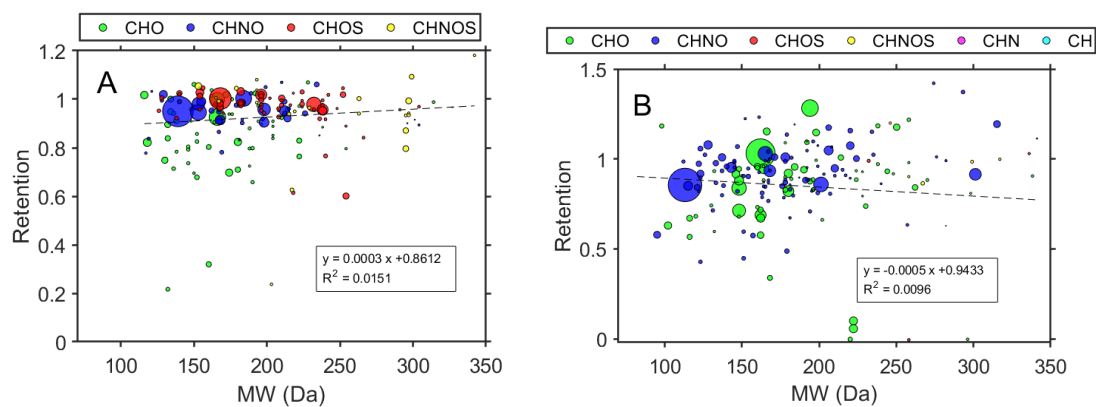 CHO CHNO CHOS CHNOS
A
1.2
1
0.8
0.6
0.4
0.2
0
Retention
y = 0.0003 x +0.8612
R² = 0.0151
100 150 200 250 300 350
MW (Da)
CHO CHNO CHOS CHNOS CHN CH
B
1.5
1
0.5
0
Retention
y = -0.0005 x +0.9433
R² = 0.0096
100 150 200 250 300 350
MW (Da)